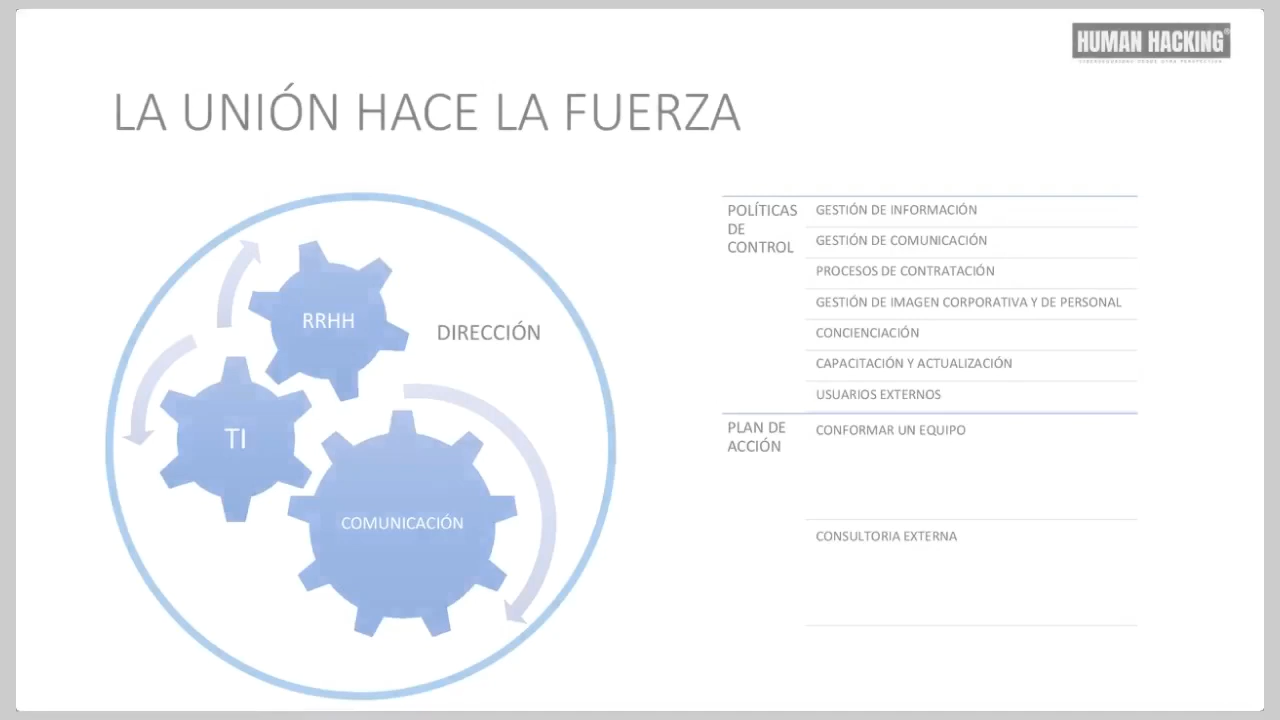 HUMAN HACKING®
LA UNIÓN HACE LA FUERZA
RRHH
DIRECCIÓN
TI
COMUNICACIÓN
POLÍTICAS
DE
CONTROL
GESTIÓN DE INFORMACIÓN
GESTIÓN DE COMUNICACIÓN
PROCESOS DE CONTRATACIÓN
GESTIÓN DE IMAGEN CORPORATIVA Y DE PERSONAL
CONCIENCIACIÓN
CAPACITACIÓN Y ACTUALIZACIÓN
USUARIOS EXTERNOS
PLAN DE
ACCIÓN
CONFORMAR UN EQUIPO
CONSULTORIA EXTERNA